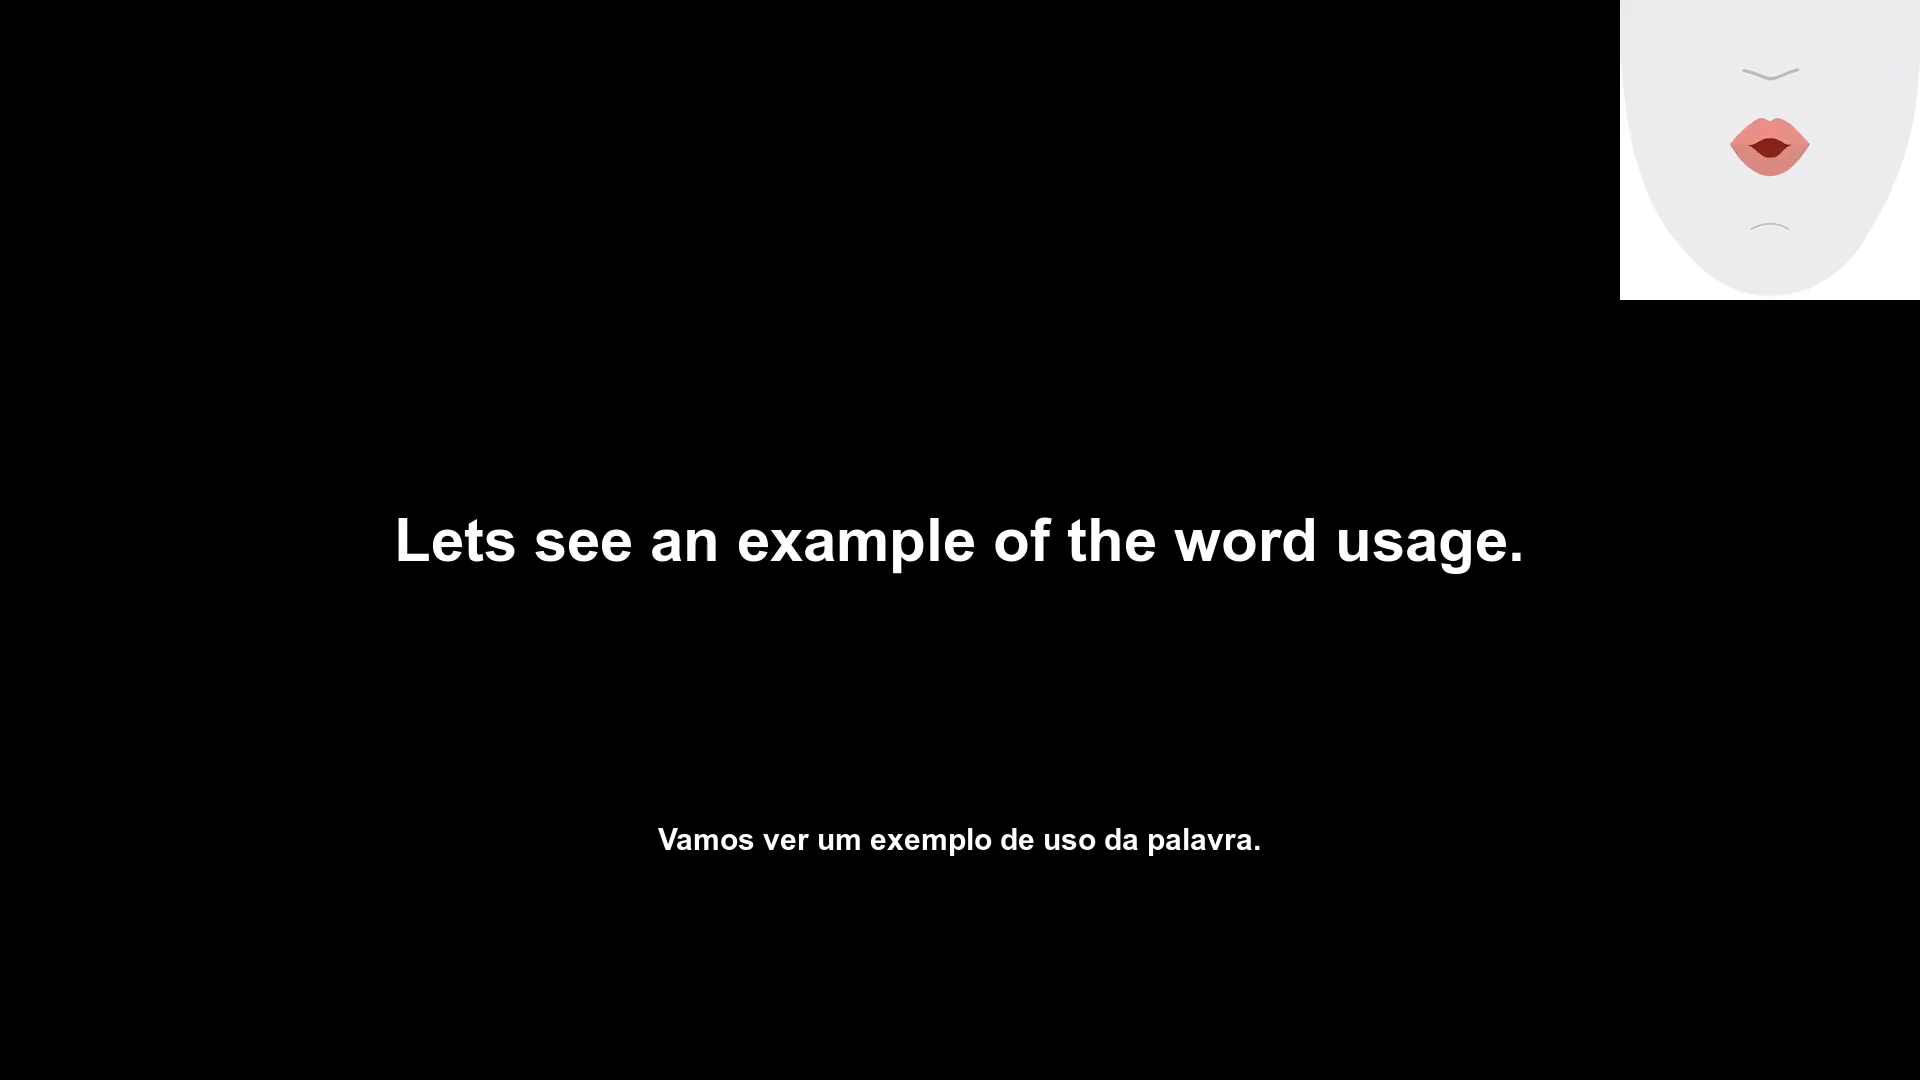 Lets see an example of the word usage.
Vamos ver um exemplo de uso da palavra.